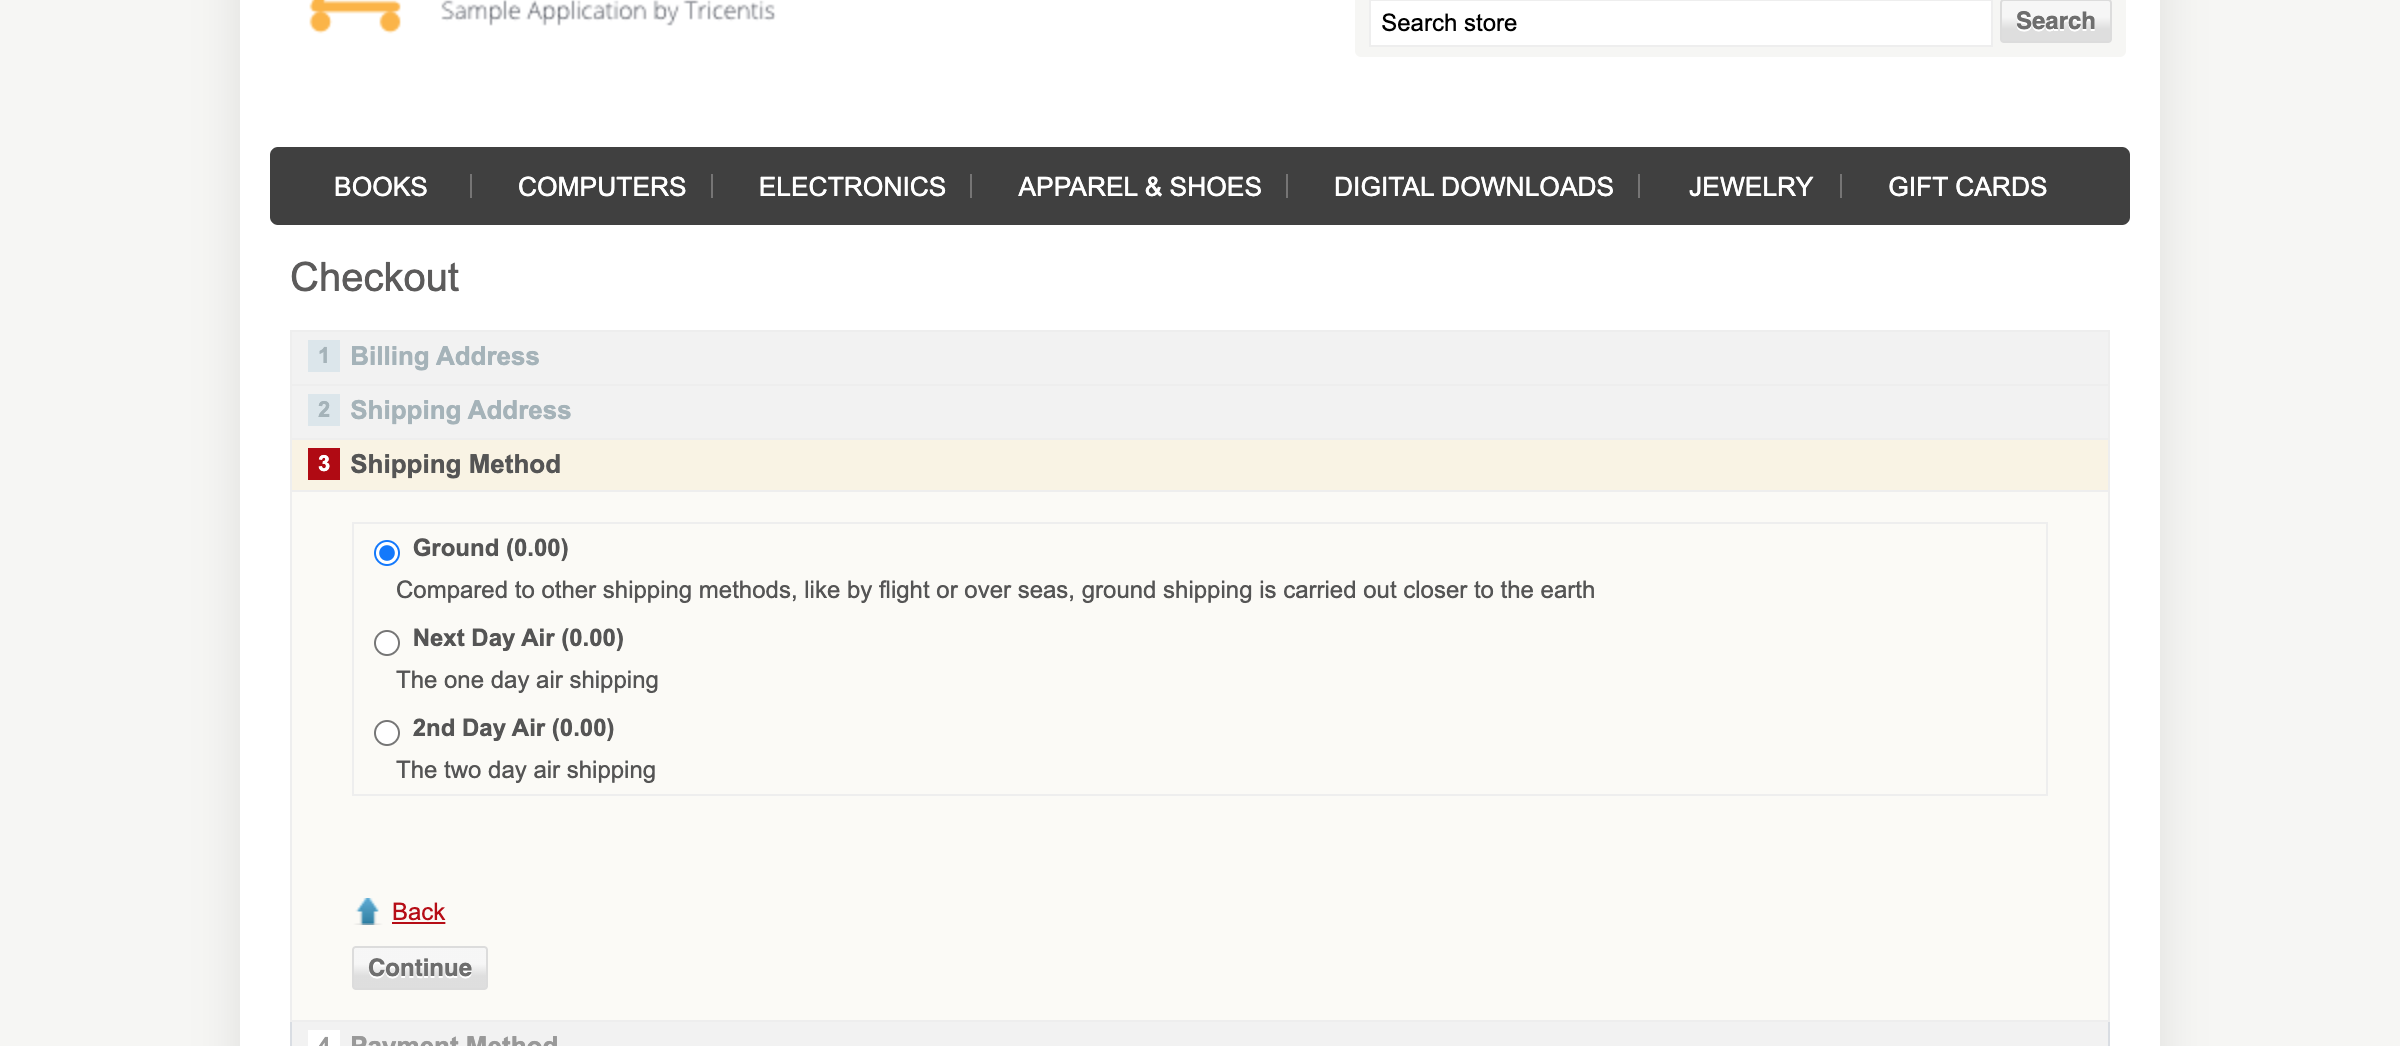 Sample Application by Tricentis
Search store
Search
BOOKS
COMPUTERS
ELECTRONICS
APPAREL & SHOES
DIGITAL DOWNLOADS
JEWELRY
GIFT CARDS
Checkout
1 Billing Address
2 Shipping Address
3 Shipping Method
Ground (0.00)
Compared to other shipping methods, like by flight or over seas, ground shipping is carried out closer to the earth
Next Day Air (0.00)
The one day air shipping
2nd Day Air (0.00)
The two day air shipping
Back
Continue
4 Payment Method